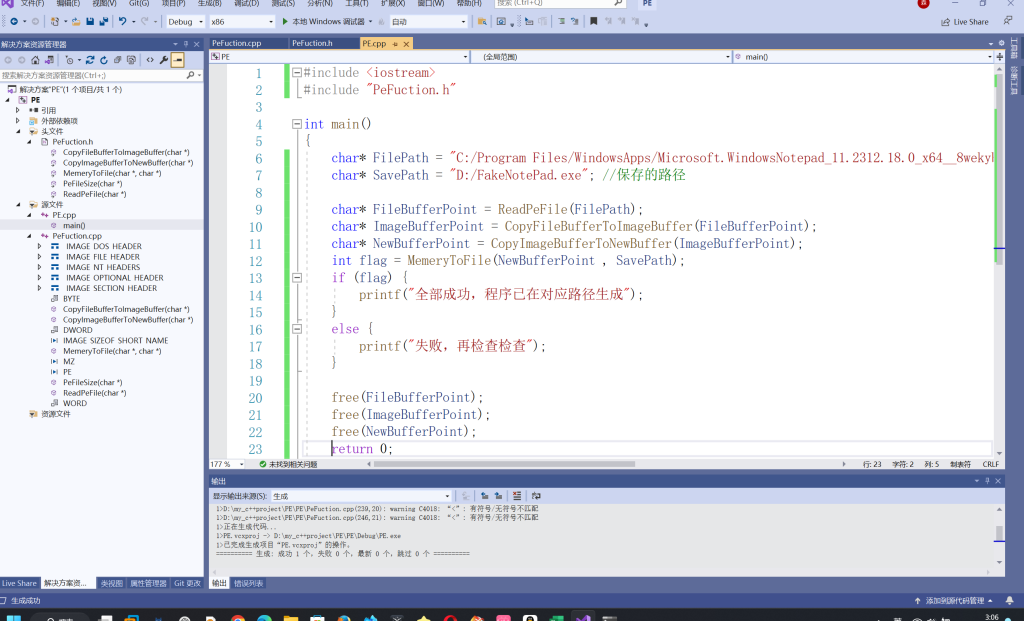 文件(F) 编辑(E) 视图(V) Git(G) 项目(P) 生成(B) 调试(D) 测试(S) 分析(N) 工具(T) 扩展(X) 窗口(W) 帮助(H) 搜索 (Ctrl+Q) PE
Debug x86 本地 Windows 调试器 自动 Live Share
解决方案资源管理器
搜索解决方案资源管理器(Ctrl+;)
解决方案"PE"(1 个项目/共 1 个)
PE
引用
外部依赖项
头文件
PeFuction.h
CopyFileBufferToImageBuffer(char *)
CopyImageBufferToNewBuffer(char *)
MemeryToFile(char *, char *)
PeFileSize(char *)
ReadPeFile(char *)
源文件
PE.cpp
main()
PeFuction.cpp
IMAGE DOS HEADER
IMAGE FILE HEADER
IMAGE NT HEADERS
IMAGE OPTIONAL HEADER
IMAGE SECTION HEADER
BYTE
CopyFileBufferToImageBuffer(char *)
CopyImageBufferToNewBuffer(char *)
DWORD
IMAGE SIZEOF SHORT NAME
MemeryToFile(char *, char *)
MZ
PE
PeFileSize(char *)
ReadPeFile(char *)
WORD
资源文件
Live Share 解决方案资... 类视图 属性管理器 Git 更改
PeFuction.cpp PeFuction.h PE.cpp
PE (全局范围) main()
1 #include <iostream>
2 #include "PeFuction.h"
3
4 int main()
5 {
6 char* FilePath = "C:/Program Files/WindowsApps/Microsoft.WindowsNotepad_11.2312.18.0_x64__8weky
7 char* SavePath = "D:/FakeNotePad.exe"; //保存的路径
8
9 char* FileBufferPoint = ReadPeFile(FilePath);
10 char* ImageBufferPoint = CopyFileBufferToImageBuffer(FileBufferPoint);
11 char* NewBufferPoint = CopyImageBufferToNewBuffer(ImageBufferPoint);
12 int flag = MemeryToFile(NewBufferPoint , SavePath);
13 if (flag) {
14 printf("全部成功，程序已在对应路径生成");
15 }
16 else {
17 printf("失败，再检查检查");
18 }
19
20 free(FileBufferPoint);
21 free(ImageBufferPoint);
22 free(NewBufferPoint);
23 return 0;
177 % 未找到相关问题 行: 23 字符: 2 列: 5 制表符 CRLF
输出
显示输出来源(S): 生成
1>D:\my_c++project\PE\PE\PeFuction.cpp(239,20): warning C4018: “<”: 有符号/无符号不匹配
1>D:\my_c++project\PE\PE\PeFuction.cpp(246,21): warning C4018: “<”: 有符号/无符号不匹配
1>正在生成代码...
1>PE.vcxproj -> D:\my_c++project\PE\PE\Debug\PE.exe
1>已完成生成项目“PE.vcxproj”的操作。
========== 生成: 成功 1 个，失败 0 个，最新 0 个，跳过 0 个 ==========
输出 错误列表
工具箱
诊断工具
生成成功 添加到源代码管理
3:06